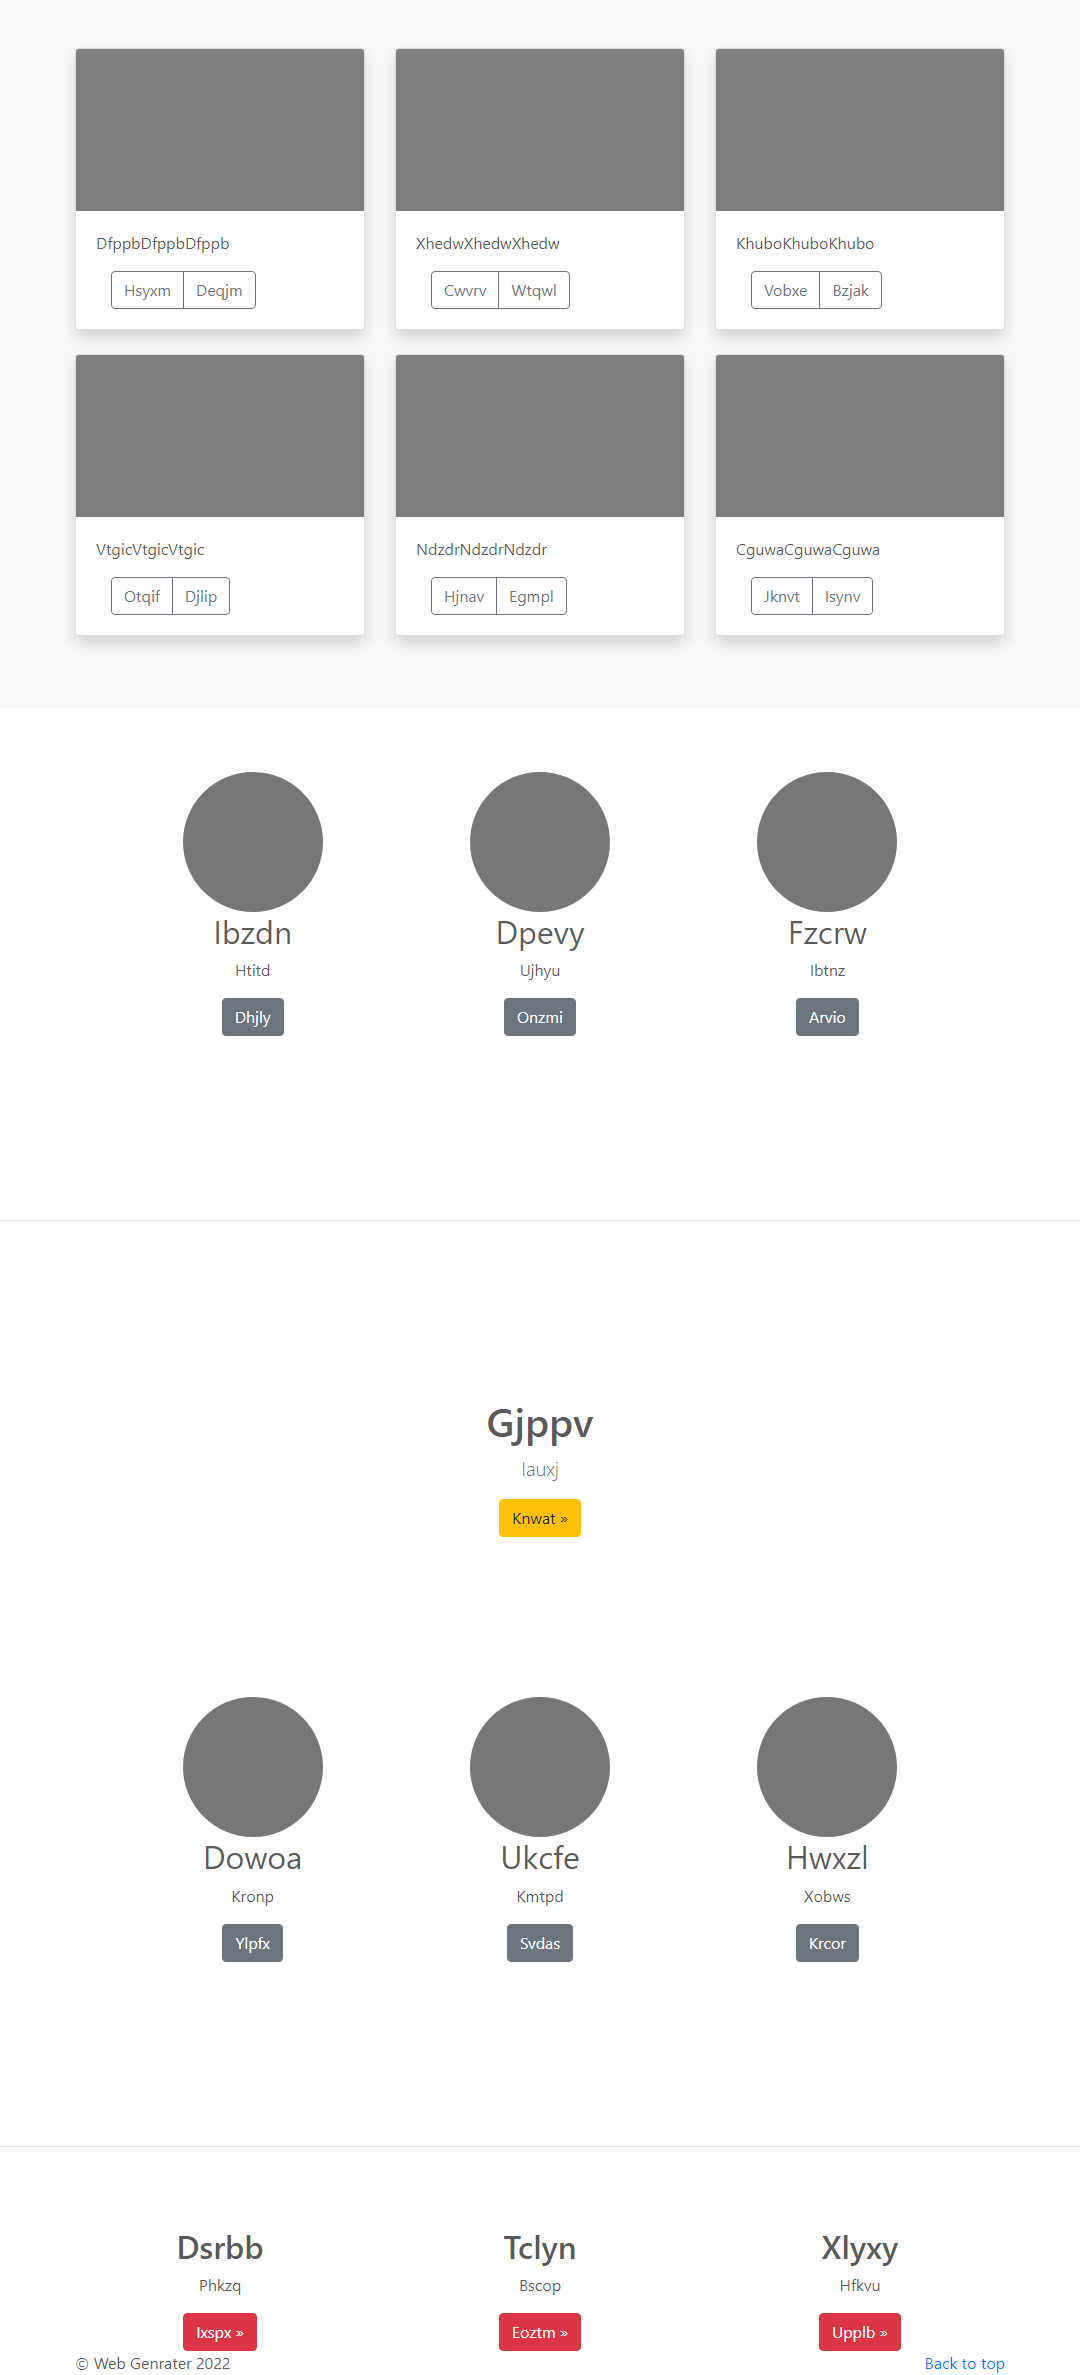 DfppbDfppbDfppb
Hsyxm Deqjm
XhedwXhedwXhedw
Cwvrv Wtqwl
KhuboKhuboKhubo
Vobxe Bzjak
VtgicVtgicVtgic
Otqif Djlip
NdzdrNdzdrNdzdr
Hjnav Egmpl
CguwaCguwaCguwa
Jknvt Isynv
Ibzdn
Htitd
Dhjly
Dpevy
Ujhyu
Onzmi
Fzcrw
Ibtnz
Arvio
Gjppv
Knwat »
Dowoa
Kronp
Ylpfx
Ukcfe
Kmtpd
Svdas
Hwxzl
Xobws
Krcor
Dsrbb
Phkzq
Ixspx »
Tclyn
Bscop
Eoztm »
Xlyxy
Hfkvu
Upplb »
© Web Genrater 2022
Back to top